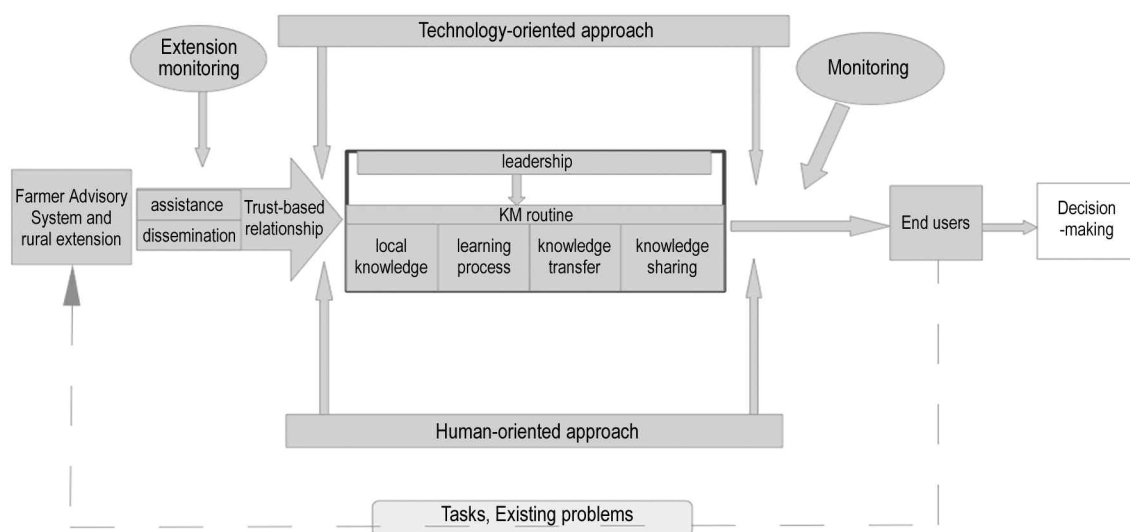 Technology-oriented approach
Extension
monitoring
Monitoring
leadership
Farmer Advisory
System and
rural extension
assistance
dissemination
Trust-based
relationship
KM routine
local
knowledge
learning
process
knowledge
transfer
knowledge
sharing
End users
Decision
-making
Human-oriented approach
Tasks, Existing problems